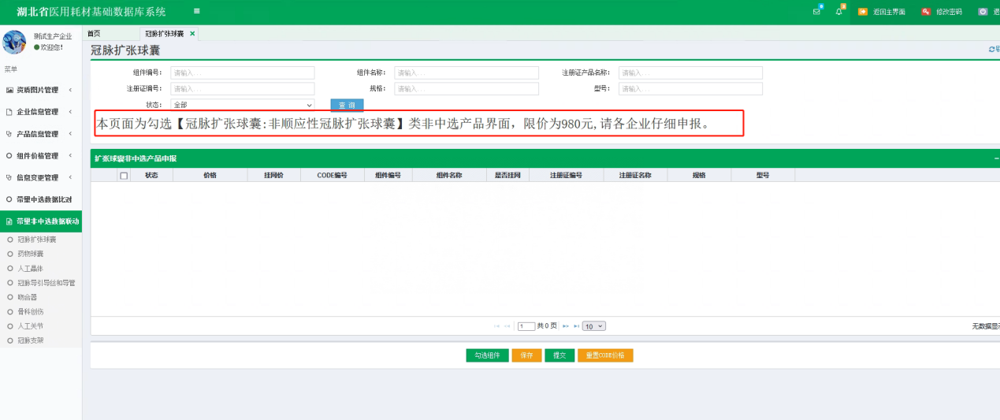 湖北省医用耗材基础数据库系统
8
3
返回主界面
修改密码
测试生产企业
欢迎您!
首页
冠脉扩张球囊
冠脉扩张球囊
菜单
资质图片管理
企业信息管理
产品信息管理
组件价格管理
信息变更管理
带量中选数据比对
带量非中选数据联动
冠脉扩张球囊
药物球囊
人工晶体
冠脉导引导丝和导管
吻合器
骨科创伤
人工关节
冠脉支架
组件编号: 请输入... 组件名称: 请输入... 注册证产品名称: 请输入...
注册证编号: 请输入... 规格: 请输入... 型号: 请输入...
状态: 全部 查 询
本页面为勾选【冠脉扩张球囊:非顺应性冠脉扩张球囊】类非中选产品界面，限价为980元,请各企业仔细申报。
扩张球囊非中选产品申报
状态 价格 挂网价 CODE编号 组件编号 组件名称 是否挂网 注册证编号 注册证名称 规格 型号
1 共 0 页 10
无数据显
勾选组件 保存 提交 重置CODE价格